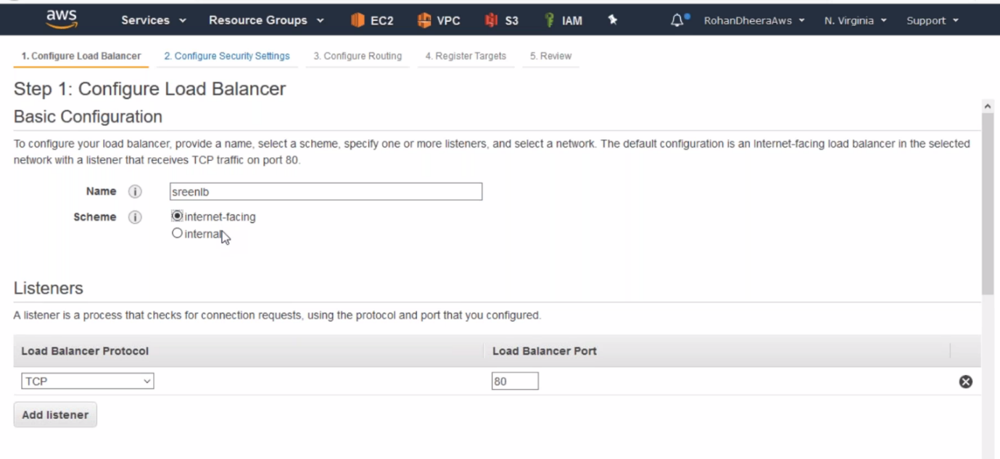 aws Services Resource Groups EC2 VPC S3 IAM RohanDheeraAws N. Virginia Support
1. Configure Load Balancer 2. Configure Security Settings 3. Configure Routing 4. Register Targets 5. Review
Step 1: Configure Load Balancer
Basic Configuration
To configure your load balancer, provide a name, select a scheme, specify one or more listeners, and select a network. The default configuration is an Internet-facing load balancer in the selected
network with a listener that receives TCP traffic on port 80.
Name i sreenlb
Scheme i internet-facing
internal
Listeners
A listener is a process that checks for connection requests, using the protocol and port that you configured.
Load Balancer Protocol Load Balancer Port
TCP 80
Add listener